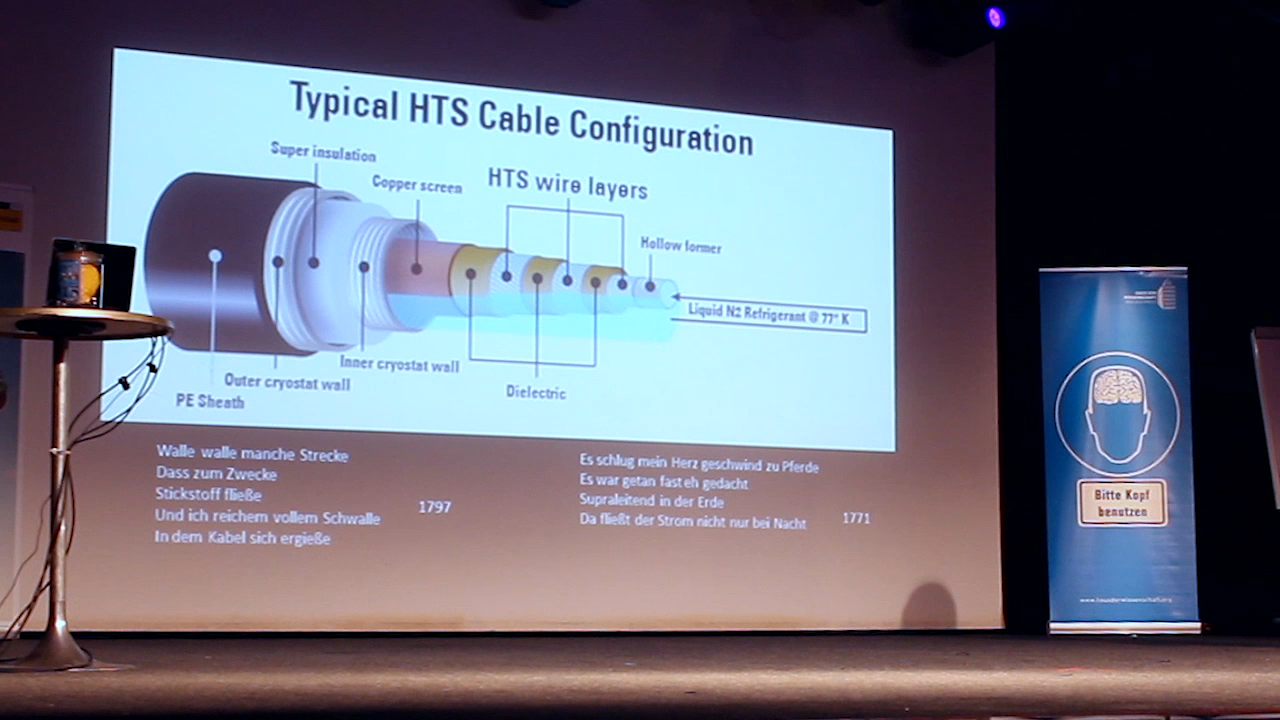 Typical HTS Cable Configuration
Super insulation
Copper screen
HTS wire layers
Hollow former
Liquid N2 Refrigerant @ 77° K
Inner cryostat wall
Outer cryostat wall
Dielectric
PE Sheath
Walle walle manche Strecke
Dass zum Zwecke
Stickstoff fließe
Und ich reichem vollem Schwalle
In dem Kabel sich ergieße
1797
Es schlug mein Herz geschwind zu Pferde
Es war getan fast eh gedacht
Supraleitend in der Erde
Da fließt der Strom nicht nur bei Nacht
1771
Bitte Kopf
benutzen
www.hausderwissenschaft.org